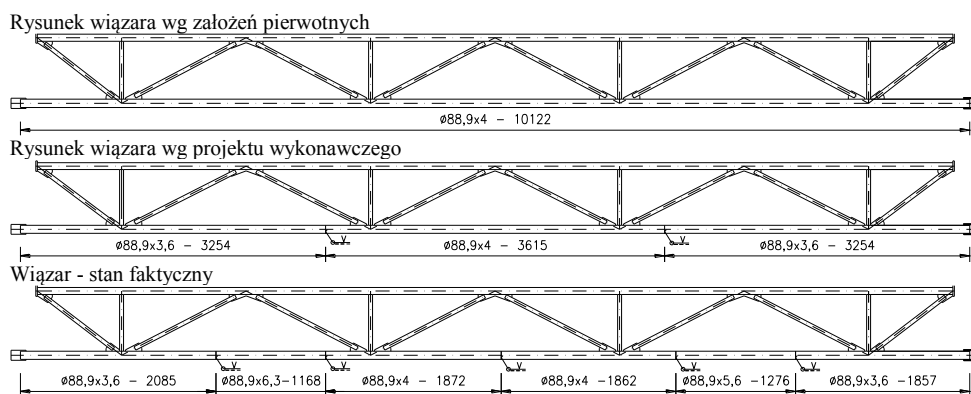 Rysunek wiązara wg założeń pierwotnych
ø88,9x4 - 10122
Rysunek wiązara wg projektu wykonawczego
V V
ø88,9x3,6 - 3254 ø88,9x4 - 3615 ø88,9x3,6 - 3254
Wiązar - stan faktyczny
V V V V V
ø88,9x3,6 - 2085 ø88,9x6,3-1168 ø88,9x4 - 1872 ø88,9x4 -1862 ø88,9x5,6 -1276 ø88,9x3,6 -1857